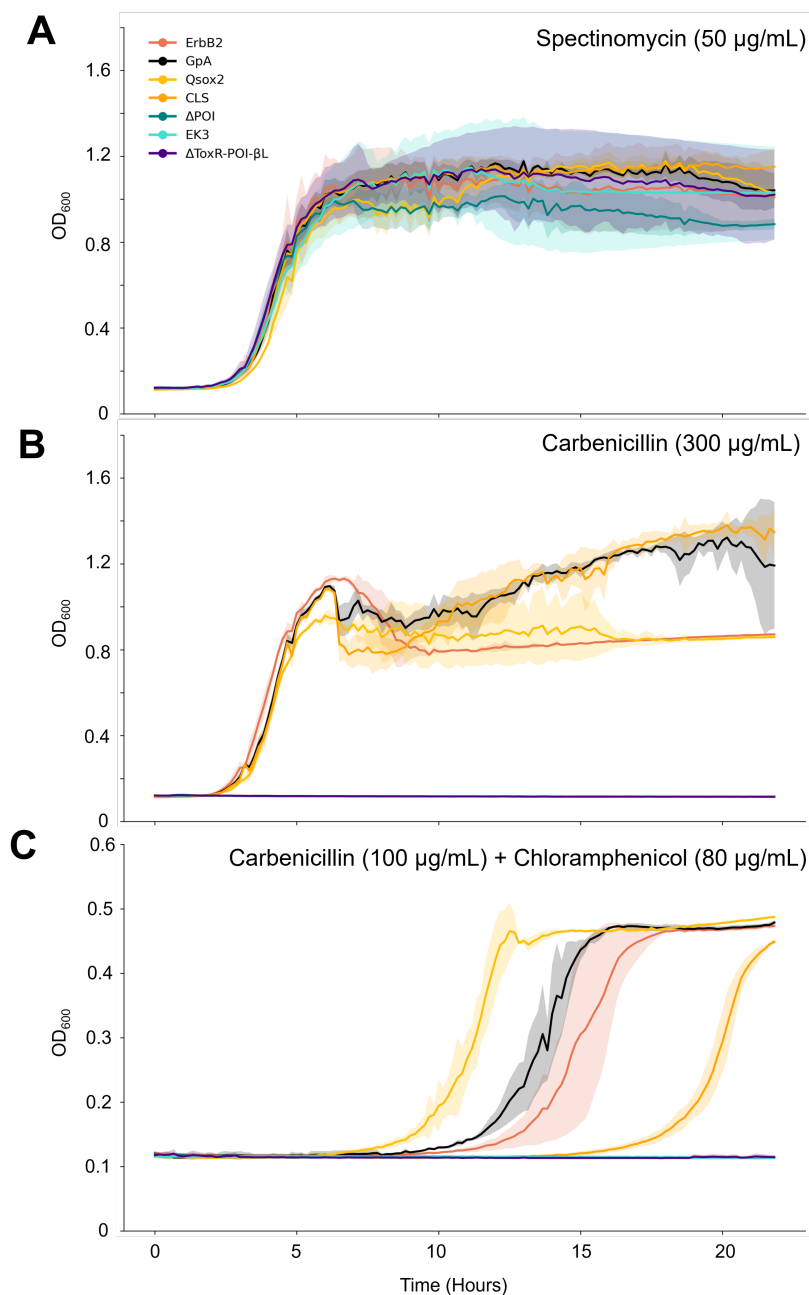 A
Spectinomycin (50 µg/mL)
ErbB2
GpA
Qsox2
CLS
ΔPOI
EK3
ΔToxR-POI-βL
1.6
1.2
0.8
0.4
0
OD600
B
Carbenicillin (300 µg/mL)
1.6
1.2
0.8
0.4
0
OD600
C
Carbenicillin (100 µg/mL) + Chloramphenicol (80 µg/mL)
0.6
0.5
0.4
0.3
0.2
0.1
0
OD600
0 5 10 15 20
Time (Hours)